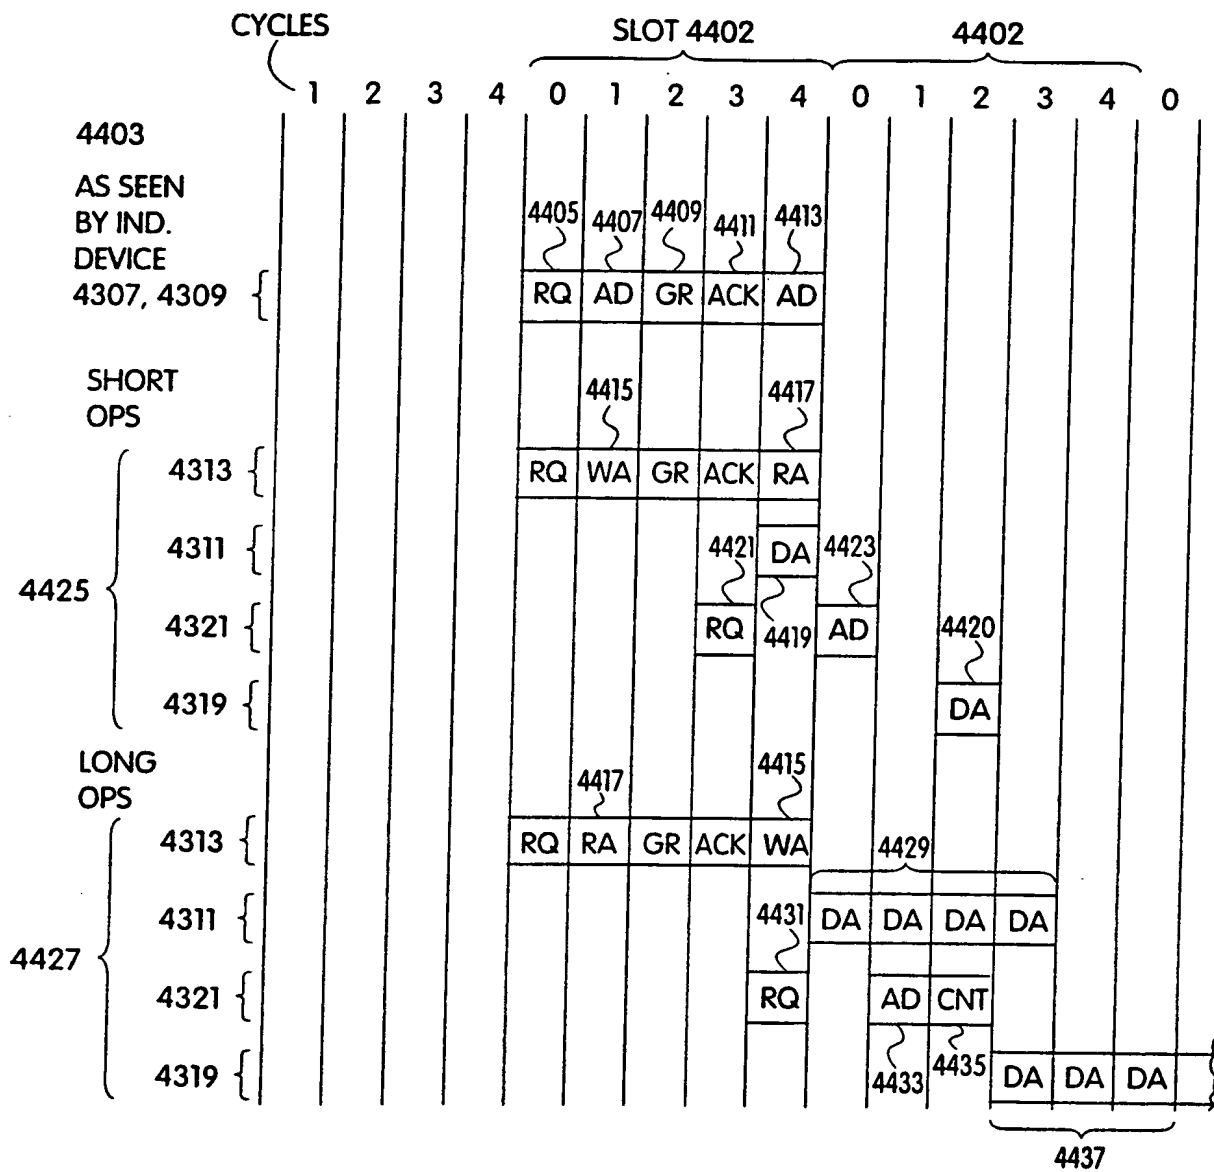 CYCLES SLOT 4402 4402
1 2 3 4 0 1 2 3 4 0 1 2 3 4 0
4403
AS SEEN
BY IND.
DEVICE
4307, 4309
4405 4407 4409 4411 4413
RQ AD GR ACK AD
SHORT
OPS
4415 4417
4313 RQ WA GR ACK RA
4311 4421 DA 4423
4425
4321 RQ 4419 AD 4420
4319 DA
LONG
OPS
4417 4415
4313 RQ RA GR ACK WA 4429
4311 4431 DA DA DA DA
4427
4321 RQ AD CNT
4319 4433 4435 DA DA DA
4437